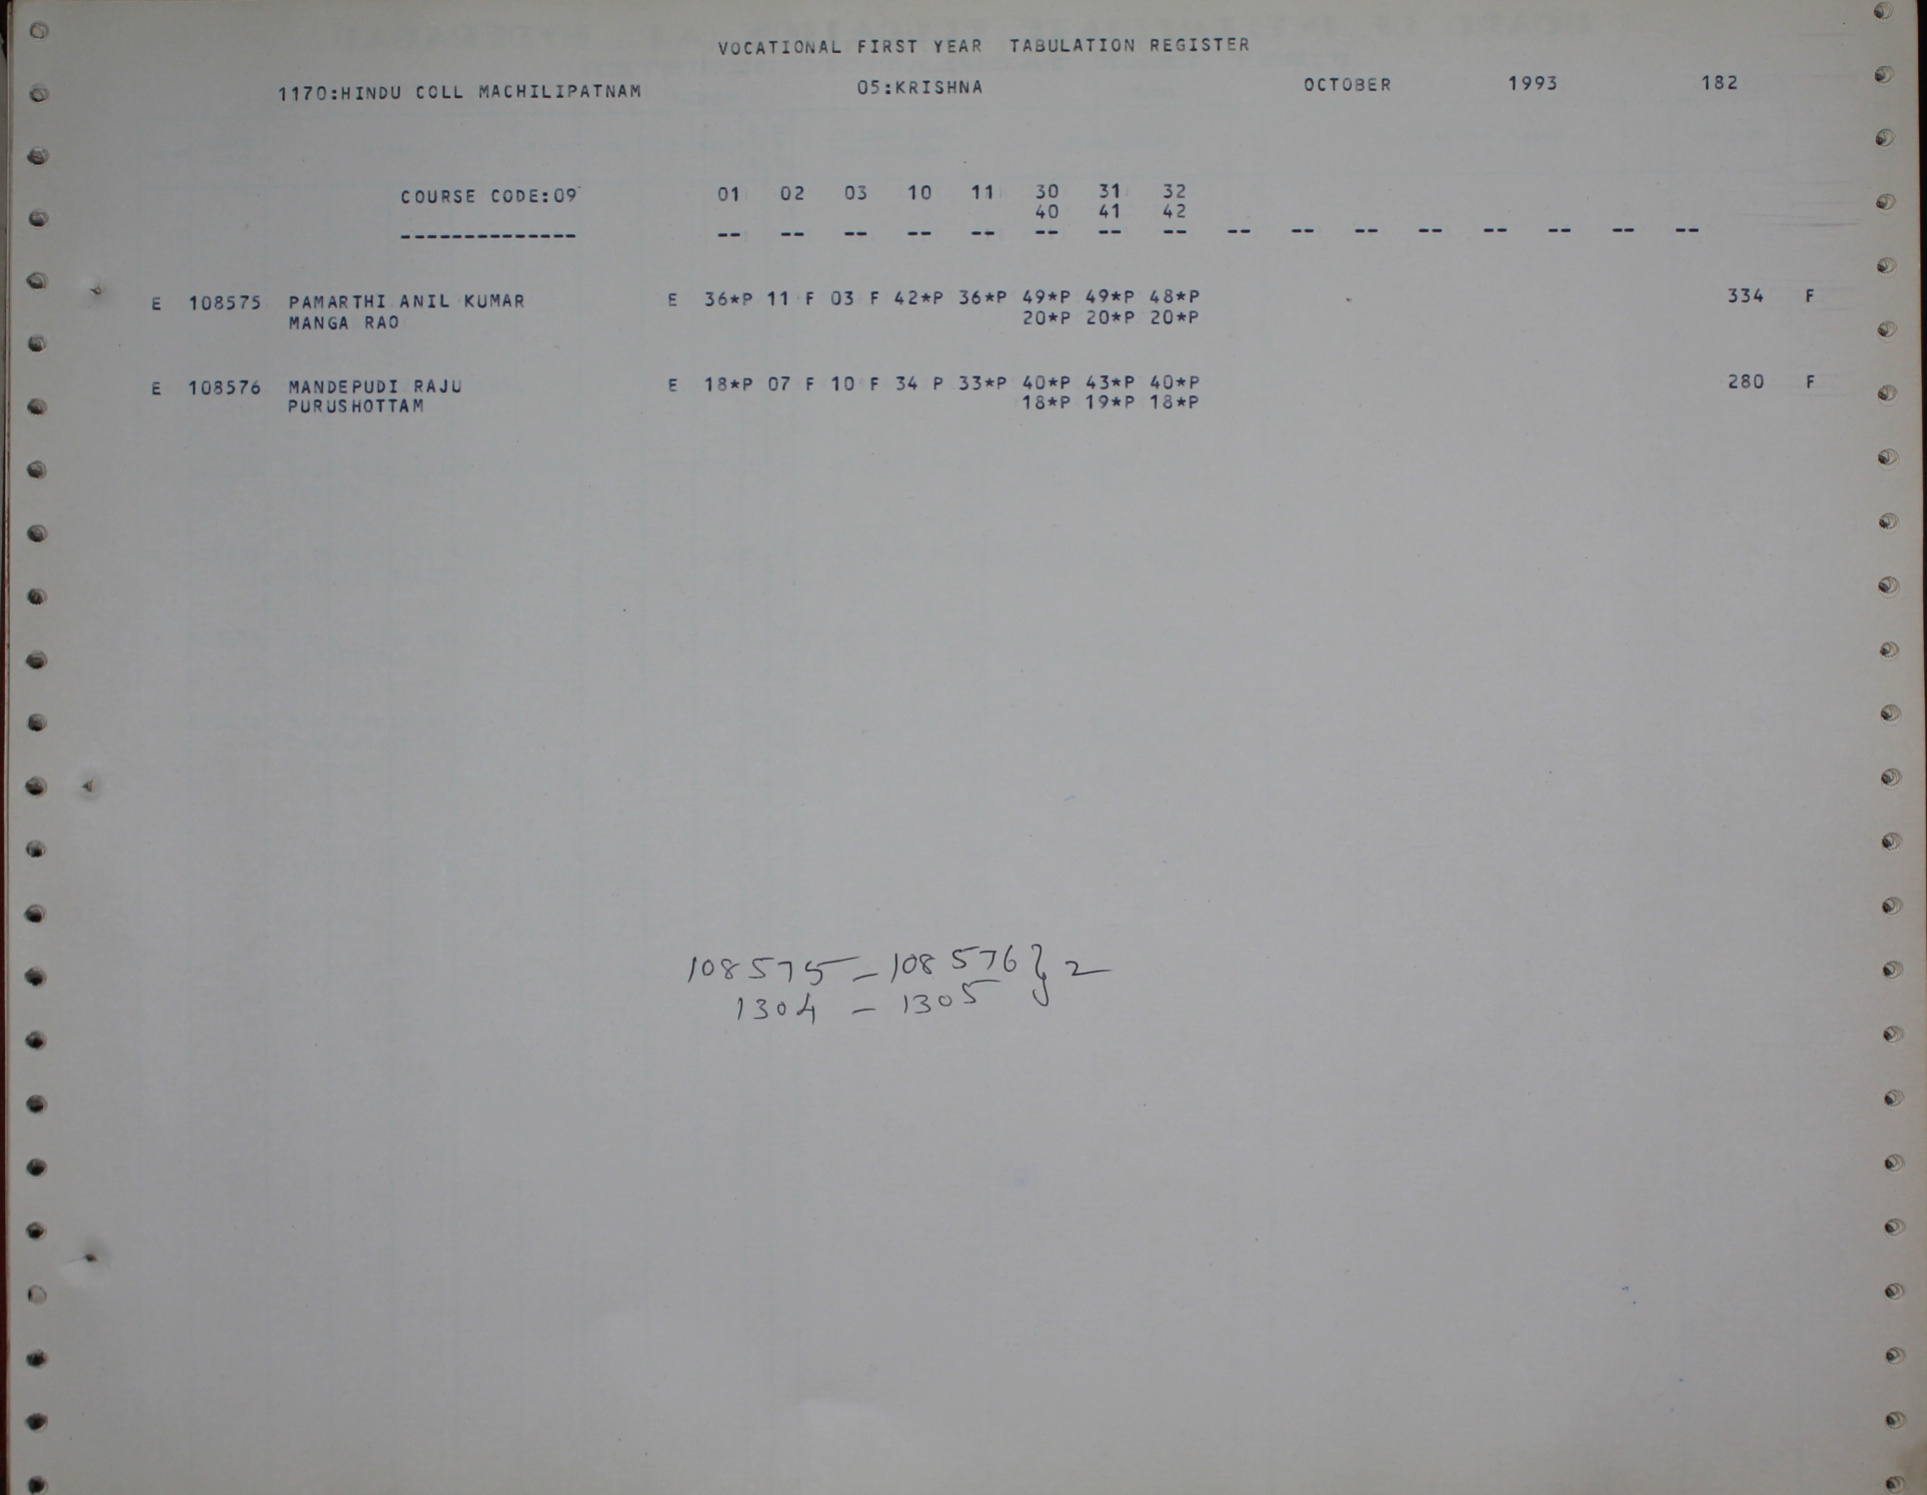 VOCATIONAL FIRST YEAR TABULATION REGISTER
1170:HINDU COLL MACHILIPATNAM 05:KRISHNA OCTOBER 1993 182
COURSE CODE:09 01 02 03 10 11 30 31 32
40 41 42
-------------- -- -- -- -- -- -- -- -- -- -- -- -- -- -- -- --
E 108575 PAMARTHI ANIL KUMAR E 36*P 11 F 03 F 42*P 36*P 49*P 49*P 48*P 334 F
MANGA RAO 20*P 20*P 20*P
E 108576 MANDEPUDI RAJU E 18*P 07 F 10 F 34 P 33*P 40*P 43*P 40*P 280 F
PURUSHOTTAM 18*P 19*P 18*P
108575 - 108576 } 2
1304 - 1305